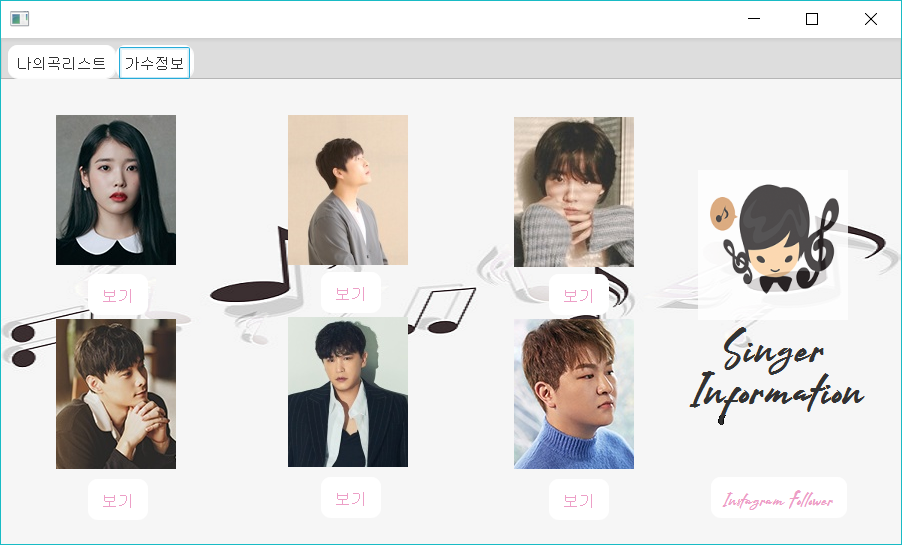 나의곡리스트 가수정보
보기 보기 보기
Singer
Information
보기 보기 보기
Instagram Follower